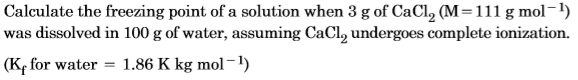 Calculate the freezing point of a solution when 3 g of CaCl₂ (M=111 g mol⁻¹)
was dissolved in 100 g of water, assuming CaCl₂ undergoes complete ionization.
(K_f for water = 1.86 K kg mol⁻¹)